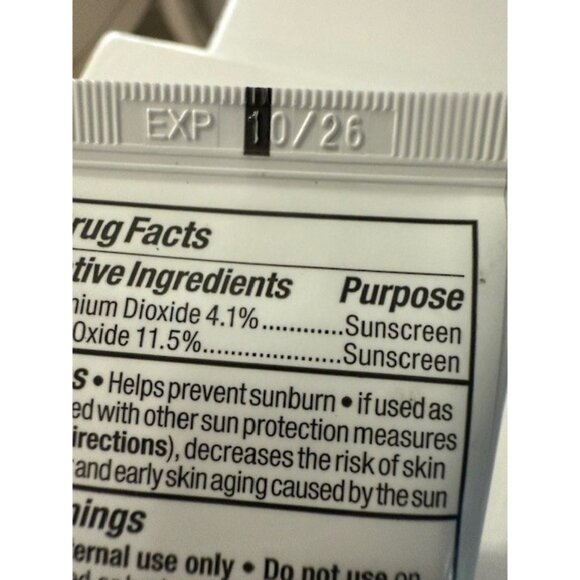 EXP 10/26
rug Facts
tive Ingredients Purpose
nium Dioxide 4.1%............Sunscreen
Oxide 11.5%....................Sunscreen
s • Helps prevent sunburn • if used as
ed with other sun protection measures
irections), decreases the risk of skin
and early skin aging caused by the sun
nings
ernal use only • Do not use on